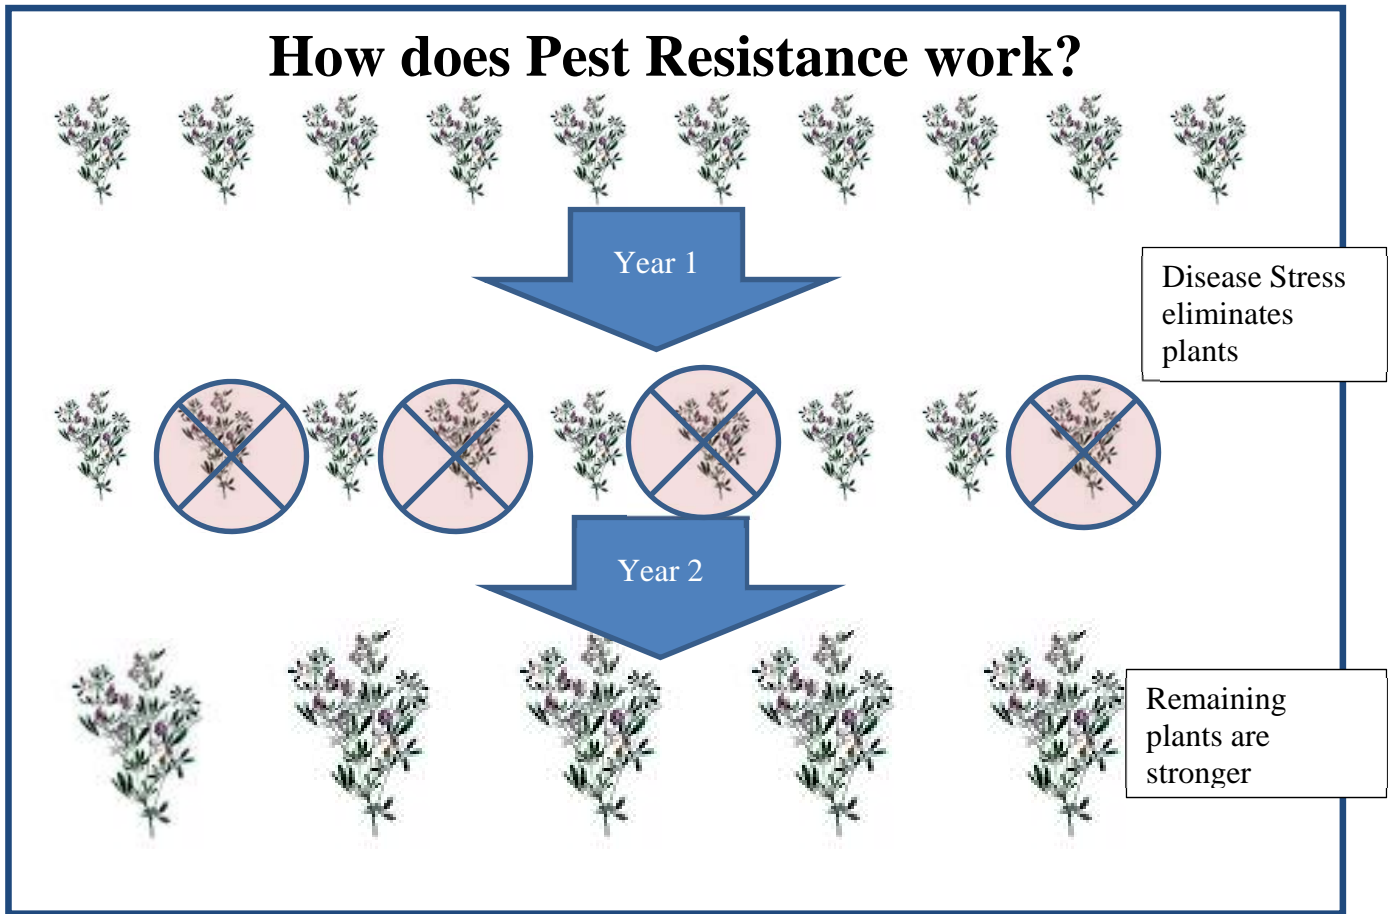 How does Pest Resistance work?
Year 1
Disease Stress
eliminates
plants
Year 2
Remaining
plants are
stronger